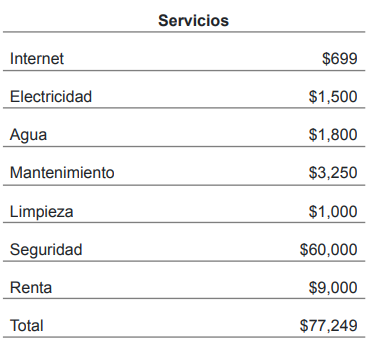 Servicios
Internet $699
Electricidad $1,500
Agua $1,800
Mantenimiento $3,250
Limpieza $1,000
Seguridad $60,000
Renta $9,000
Total $77,249